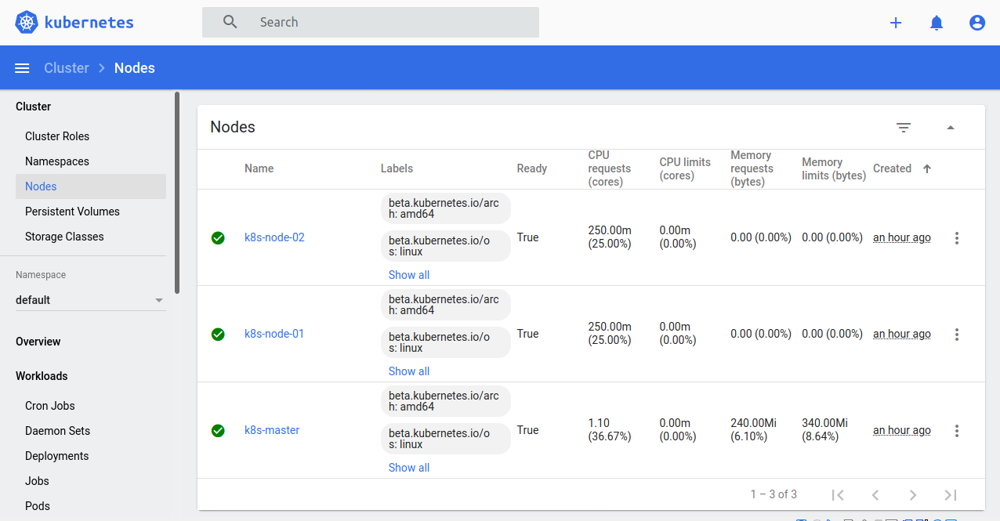 kubernetes
Search
Cluster
Nodes
Cluster
Cluster Roles
Namespaces
Nodes
Persistent Volumes
Storage Classes
Namespace
default
Overview
Workloads
Cron Jobs
Daemon Sets
Deployments
Jobs
Pods
Nodes
Name
Labels
Ready
CPU
requests
(cores)
CPU limits
(cores)
Memory
requests
(bytes)
Memory
limits (bytes)
Created
k8s-node-02
beta.kubernetes.io/arc
h: amd64
beta.kubernetes.io/o
s: linux
Show all
True
250.00m
(25.00%)
0.00m
(0.00%)
0.00 (0.00%)
0.00 (0.00%)
an hour ago
k8s-node-01
beta.kubernetes.io/arc
h: amd64
beta.kubernetes.io/o
s: linux
Show all
True
250.00m
(25.00%)
0.00m
(0.00%)
0.00 (0.00%)
0.00 (0.00%)
an hour ago
k8s-master
beta.kubernetes.io/arc
h: amd64
beta.kubernetes.io/o
s: linux
Show all
True
1.10
(36.67%)
0.00m
(0.00%)
240.00Mi
(6.10%)
340.00Mi
(8.64%)
an hour ago
1 – 3 of 3